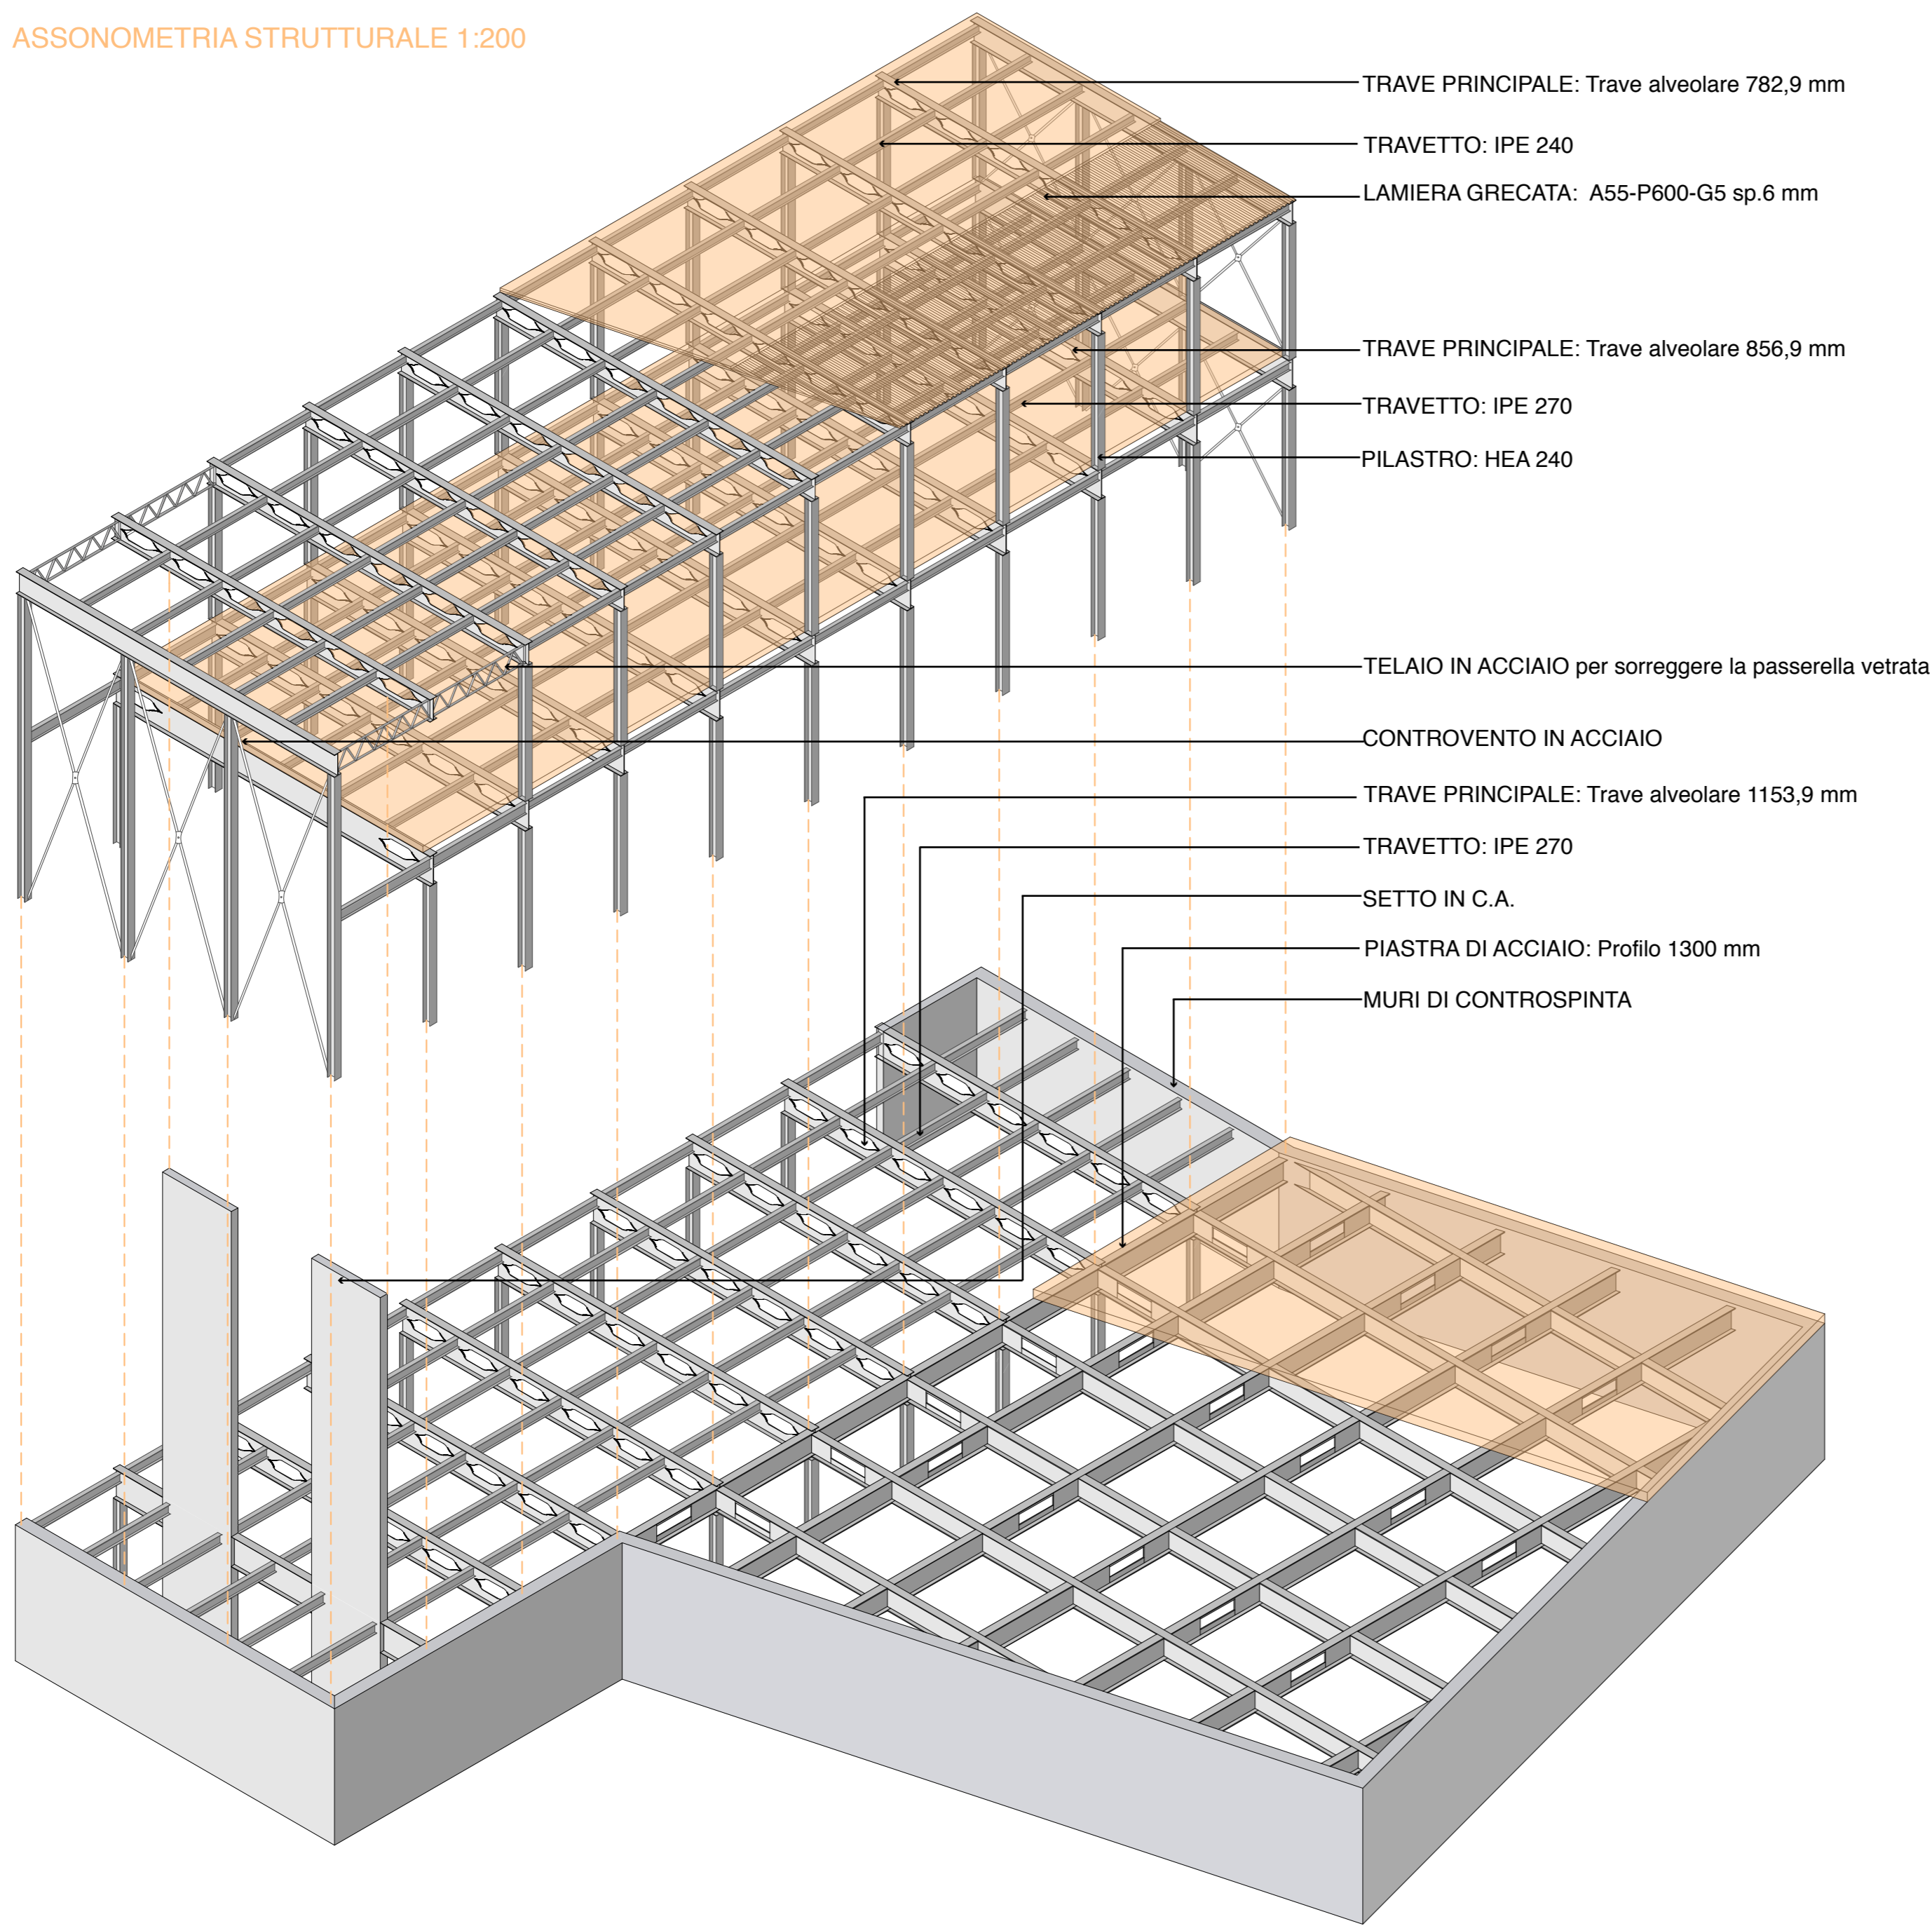 ASSONOMETRIA STRUTTURALE 1:200
TRAVE PRINCIPALE: Trave alveolare 782,9 mm
TRAVETTO: IPE 240
LAMIERA GRECATA: A55-P600-G5 sp.6 mm
TRAVE PRINCIPALE: Trave alveolare 856,9 mm
TRAVETTO: IPE 270
PILASTRO: HEA 240
TELAIO IN ACCIAIO per sorreggere la passerella vetrata
CONTROVENTO IN ACCIAIO
TRAVE PRINCIPALE: Trave alveolare 1153,9 mm
TRAVETTO: IPE 270
SETTO IN C.A.
PIASTRA DI ACCIAIO: Profilo 1300 mm
MURI DI CONTROSPINTA